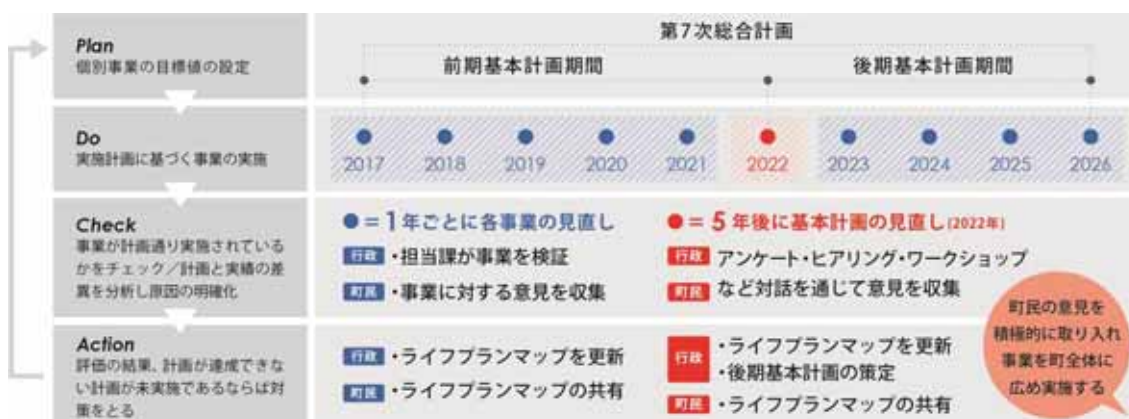 Plan
個別事業の目標値の設定
第7次総合計画
前期基本計画期間
後期基本計画期間
Do
実施計画に基づく事業の実施
2017 2018 2019 2020 2021 2022 2023 2024 2025 2026
Check
事業が計画通り実施されている
かをチェック／計画と実績の差
異を分析し原因の明確化
●=1年ごとに各事業の見直し
行政 ・担当課が事業を検証
町民 ・事業に対する意見を収集
●=5年後に基本計画の見直し(2022年)
行政 アンケート・ヒアリング・ワークショップ
町民 など対話を通じて意見を収集
Action
評価の結果、計画が達成できな
い計画が未実施であるならば対
策をとる
行政 ・ライフプランマップを更新
町民 ・ライフプランマップの共有
行政 ・ライフプランマップを更新
・後期基本計画の策定
町民 ・ライフプランマップの共有
町民の意見を
積極的に取り入れ
事業を町全体に
広め実施する